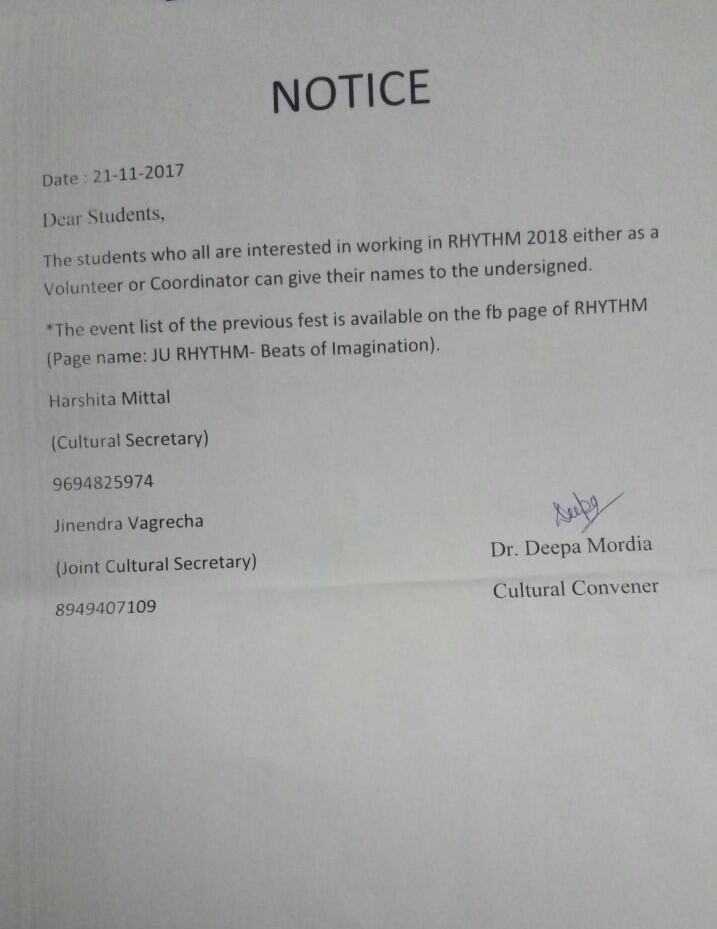 NOTICE
Date : 21-11-2017
Dear Students,
The students who all are interested in working in RHYTHM 2018 either as a
Volunteer or Coordinator can give their names to the undersigned.
*The event list of the previous fest is available on the fb page of RHYTHM
(Page name: JU RHYTHM- Beats of Imagination).
Harshita Mittal
(Cultural Secretary)
9694825974
Jinendra Vagrecha
(Joint Cultural Secretary)
8949407109
Deepa
Dr. Deepa Mordia
Cultural Convener